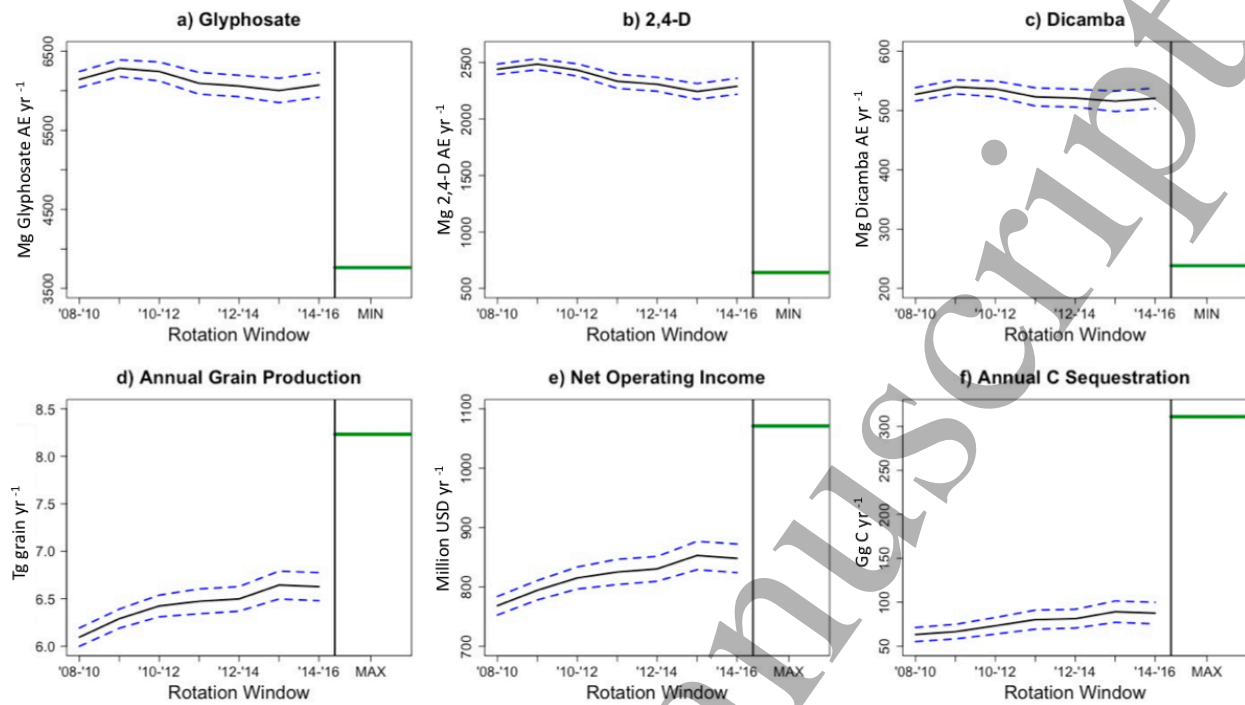 a) Glyphosate
b) 2,4-D
c) Dicamba
Mg Glyphosate AE yr -1
6500
5500
4500
3500
Mg 2,4-D AE yr -1
2500
2000
1500
1000
500
Mg Dicamba AE yr -1
600
500
400
300
200
'08-'10 '10-'12 '12-'14 '14-'16 MIN
'08-'10 '10-'12 '12-'14 '14-'16 MIN
'08-'10 '10-'12 '12-'14 '14-'16 MIN
Rotation Window
Rotation Window
Rotation Window
d) Annual Grain Production
e) Net Operating Income
f) Annual C Sequestration
Tg grain yr -1
8.5
8.0
7.5
7.0
6.5
6.0
Million USD yr -1
1100
1000
900
800
700
Gg C yr -1
300
250
200
150
100
50
'08-'10 '10-'12 '12-'14 '14-'16 MAX
'08-'10 '10-'12 '12-'14 '14-'16 MAX
'08-'10 '10-'12 '12-'14 '14-'16 MAX
Rotation Window
Rotation Window
Rotation Window
nuscript